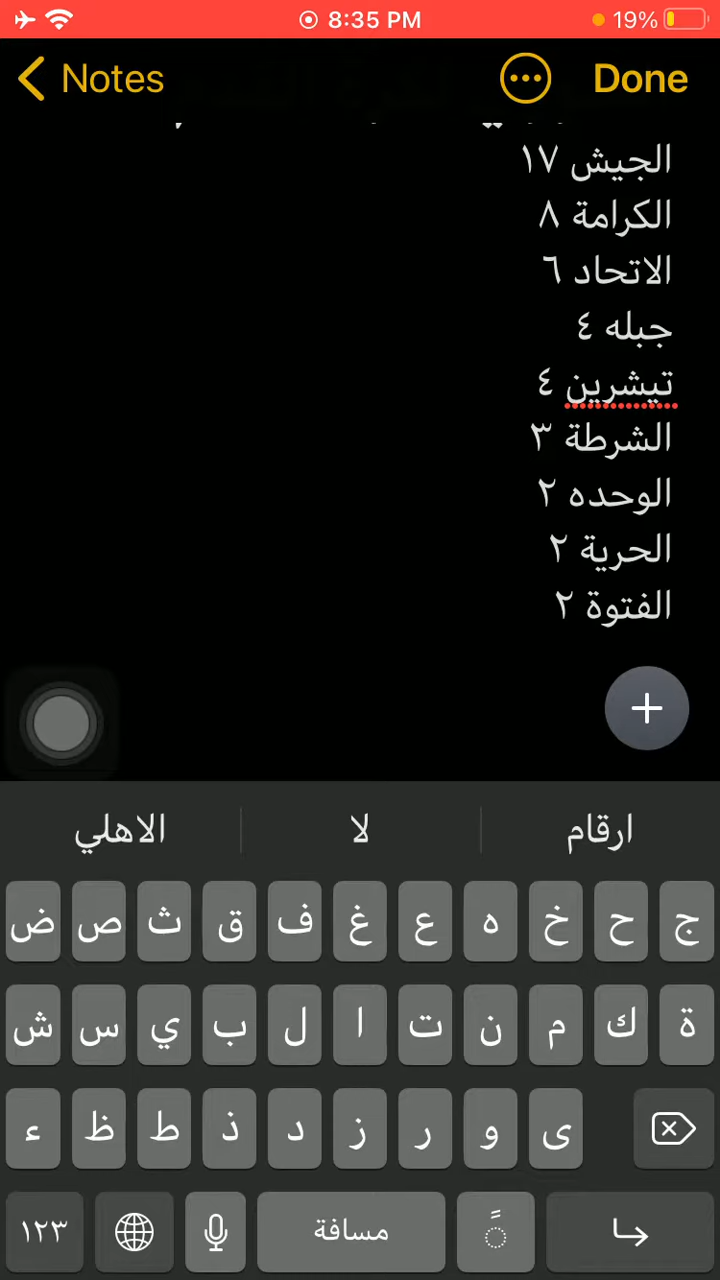 8:35 PM
19%
Notes
Done
الجيش ١٧
الكرامة ٨
الاتحاد ٦
جبله ٤
تيشرين ٤
الشرطة ٣
الوحده ٢
الحرية ٢
الفتوة ٢
ارقام لا الاهلي
ض ص ث ق ف غ ع ه خ ح ج
ش س ي ب ل ا ت ن م ك ة
ء ظ ط ذ د ز ر و ى
١٢٣ مسافة